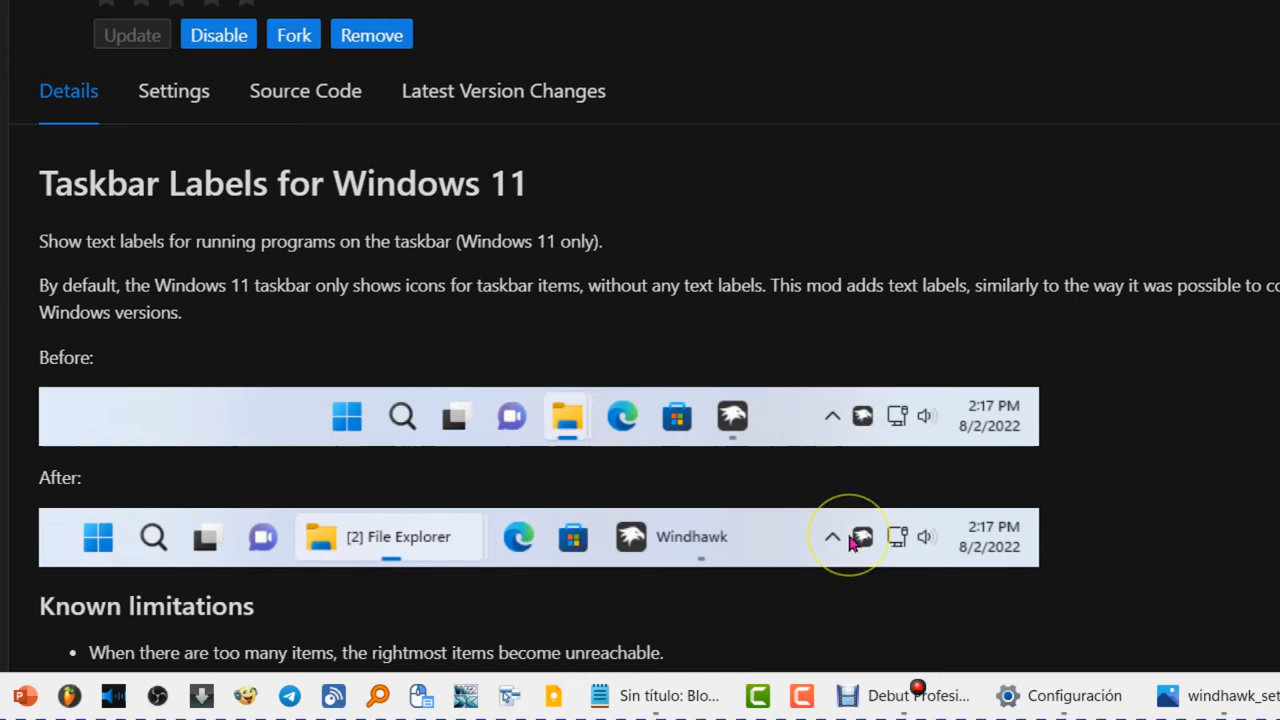 Update Disable Fork Remove
Details Settings Source Code Latest Version Changes
Taskbar Labels for Windows 11
Show text labels for running programs on the taskbar (Windows 11 only).
By default, the Windows 11 taskbar only shows icons for taskbar items, without any text labels. This mod adds text labels, similarly to the way it was possible to co
Windows versions.
Before:
2:17 PM
8/2/2022
After:
[2] File Explorer Windhawk 2:17 PM
8/2/2022
Known limitations
• When there are too many items, the rightmost items become unreachable.
Sin título: Blo... Debut Profesi... Configuración windhawk_set